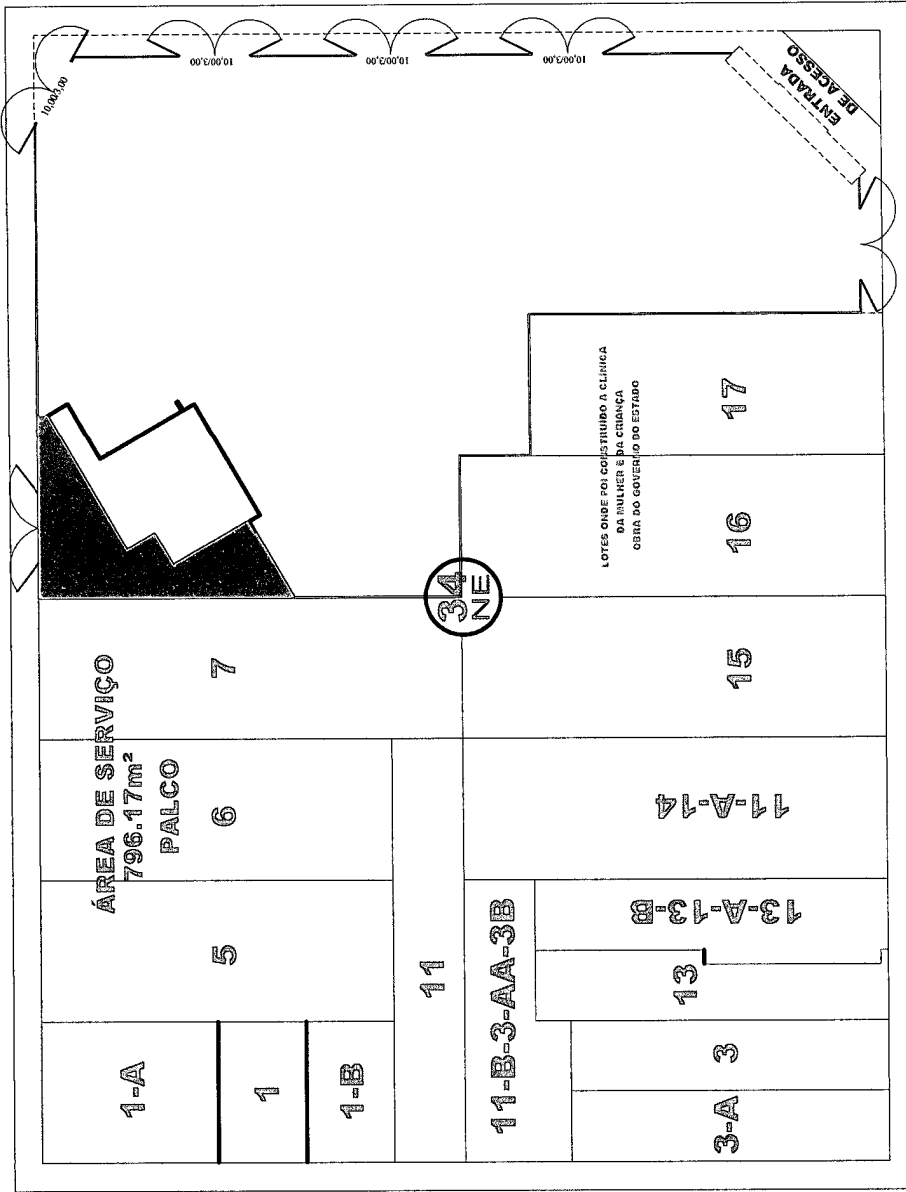 10,00/3,00
10,00/3,00
10,00/3,00
10,00/3,00
ENTRADA
DE ACESSO
LOTES ONDE FOI CONSTRUIDO A CLINICA
DA MULHER E DA CRIANÇA
OBRA DO GOVERNO DO ESTADO
17
16
34
NE
15
7
ÁREA DE SERVIÇO
796.17m²
PALCO
6
5
11-A-14
13-A-13-B
13
11
11-B-3-AA-3B
1-A
1
1-B
3
3-A